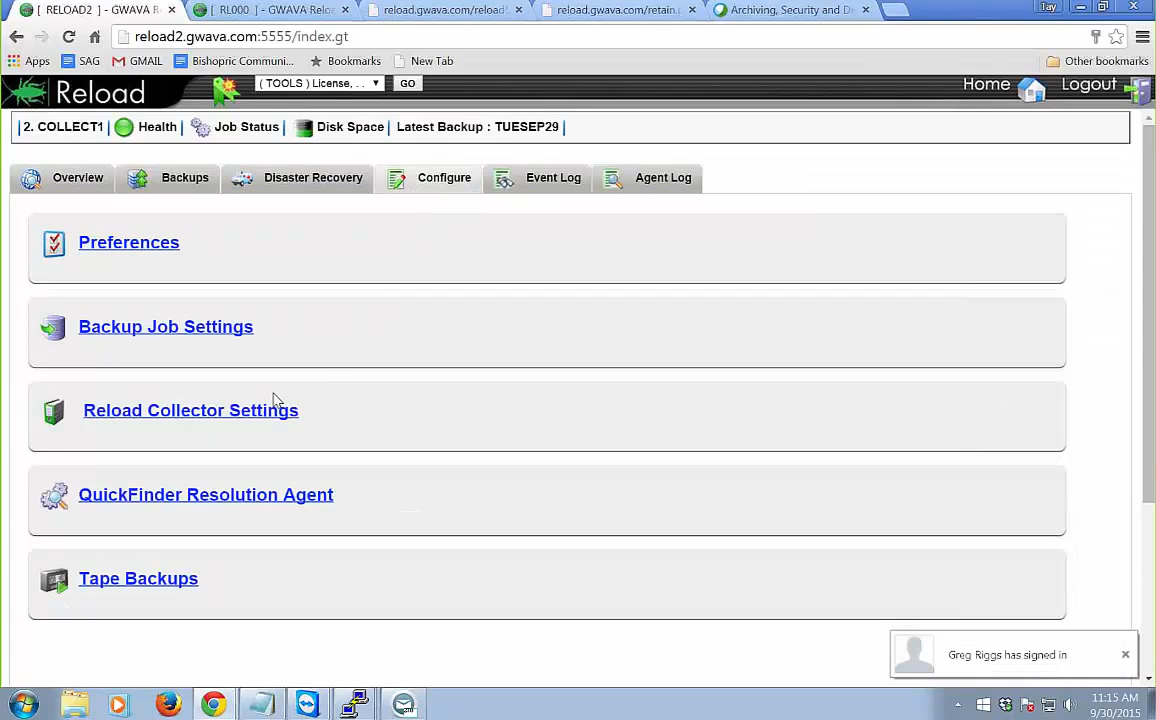 [ RELOAD2 ] - GWAVA R
[ RL000 ] - GWAVA Reloa
reload.gwava.com/reload
reload.gwava.com/retain.
Archiving, Security and D
Tay
reload2.gwava.com:5555/index.gt
Apps SAG GMAIL Bishopric Communi... Bookmarks New Tab Other bookmarks
Reload ( TOOLS ) License, . . GO Home Logout
2. COLLECT1 Health Job Status Disk Space Latest Backup : TUESEP29
Overview Backups Disaster Recovery Configure Event Log Agent Log
Preferences
Backup Job Settings
Reload Collector Settings
QuickFinder Resolution Agent
Tape Backups
Greg Riggs has signed in
11:15 AM
9/30/2015